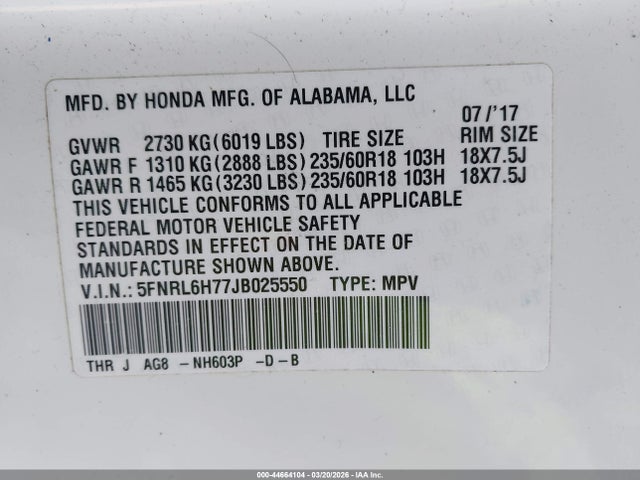 MFD. BY HONDA MFG. OF ALABAMA, LLC
07 /'17
GVWR 2730 KG (6019 LBS) TIRE SIZE RIM SIZE
GAWR F 1310 KG (2888 LBS) 235/60R18 103H 18X7.5J
GAWR R 1465 KG (3230 LBS) 235/60R18 103H 18X7.5J
THIS VEHICLE CONFORMS TO ALL APPLICABLE
FEDERAL MOTOR VEHICLE SAFETY
STANDARDS IN EFFECT ON THE DATE OF
MANUFACTURE SHOWN ABOVE.
V.I.N.: 5FNRL6H77JB025550 TYPE: MPV
THR J AG8 - NH603P -D - B
000-44664104 - 03/20/2026 - IAA Inc.